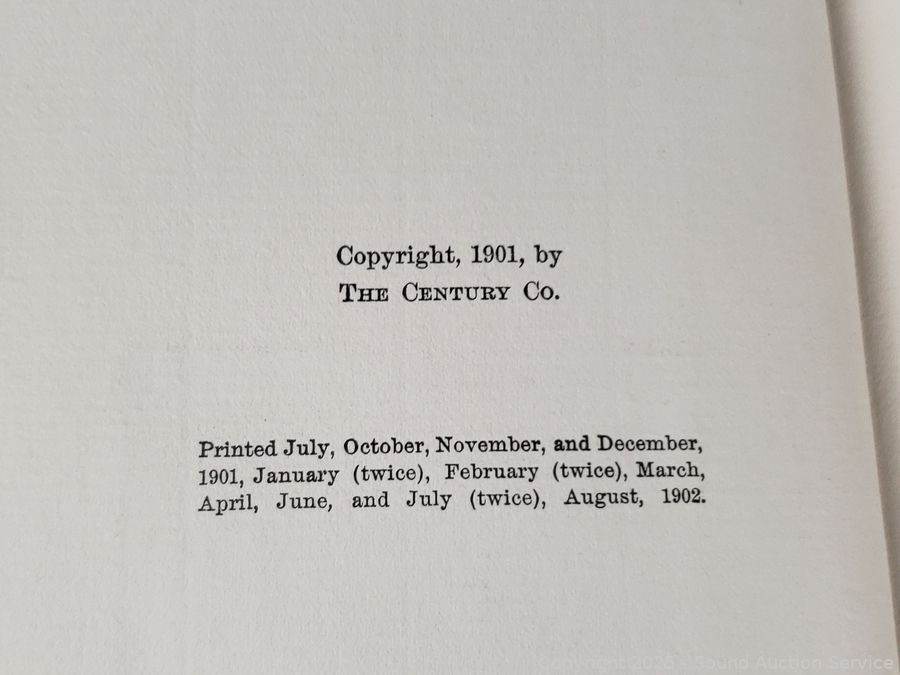 Copyright, 1901, by
THE CENTURY CO.
Printed July, October, November, and December,
1901, January (twice), February (twice), March,
April, June, and July (twice), August, 1902.
Copyright 2025 - Sound Auction Service